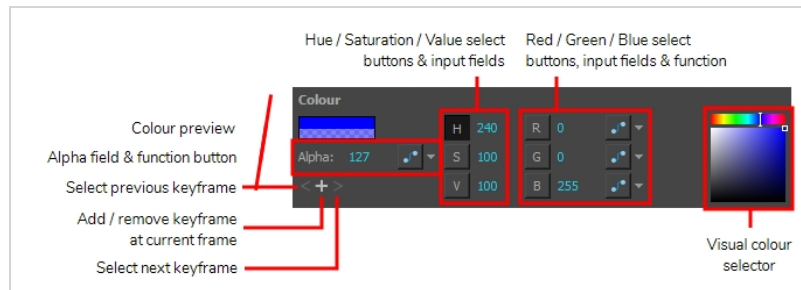 Hue / Saturation / Value select
buttons & input fields
Red / Green / Blue select
buttons, input fields & function
Colour
Colour preview
Alpha field & function button
Select previous keyframe
Add / remove keyframe
at current frame
Select next keyframe
Alpha: 127
< + >
H 240
S 100
V 100
R 0
G 0
B 255
Visual colour
selector